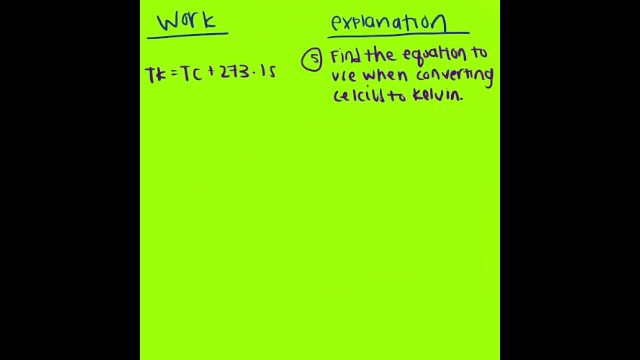 Work
explanation
TK = TC + 273.15
⑤ Find the equation to
use when converting
celcius to kelvin.